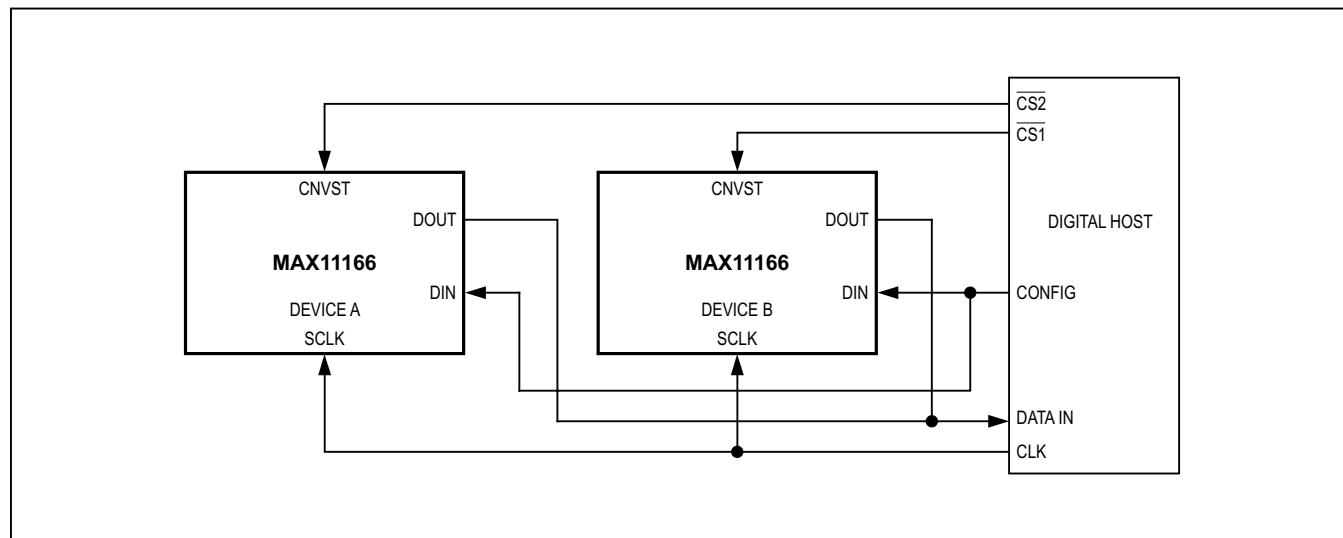 CS2
CS1
CNVST
CNVST
DOUT
DOUT
DIGITAL HOST
MAX11166
MAX11166
DIN
DIN
CONFIG
DEVICE A
DEVICE B
SCLK
SCLK
DATA IN
CLK